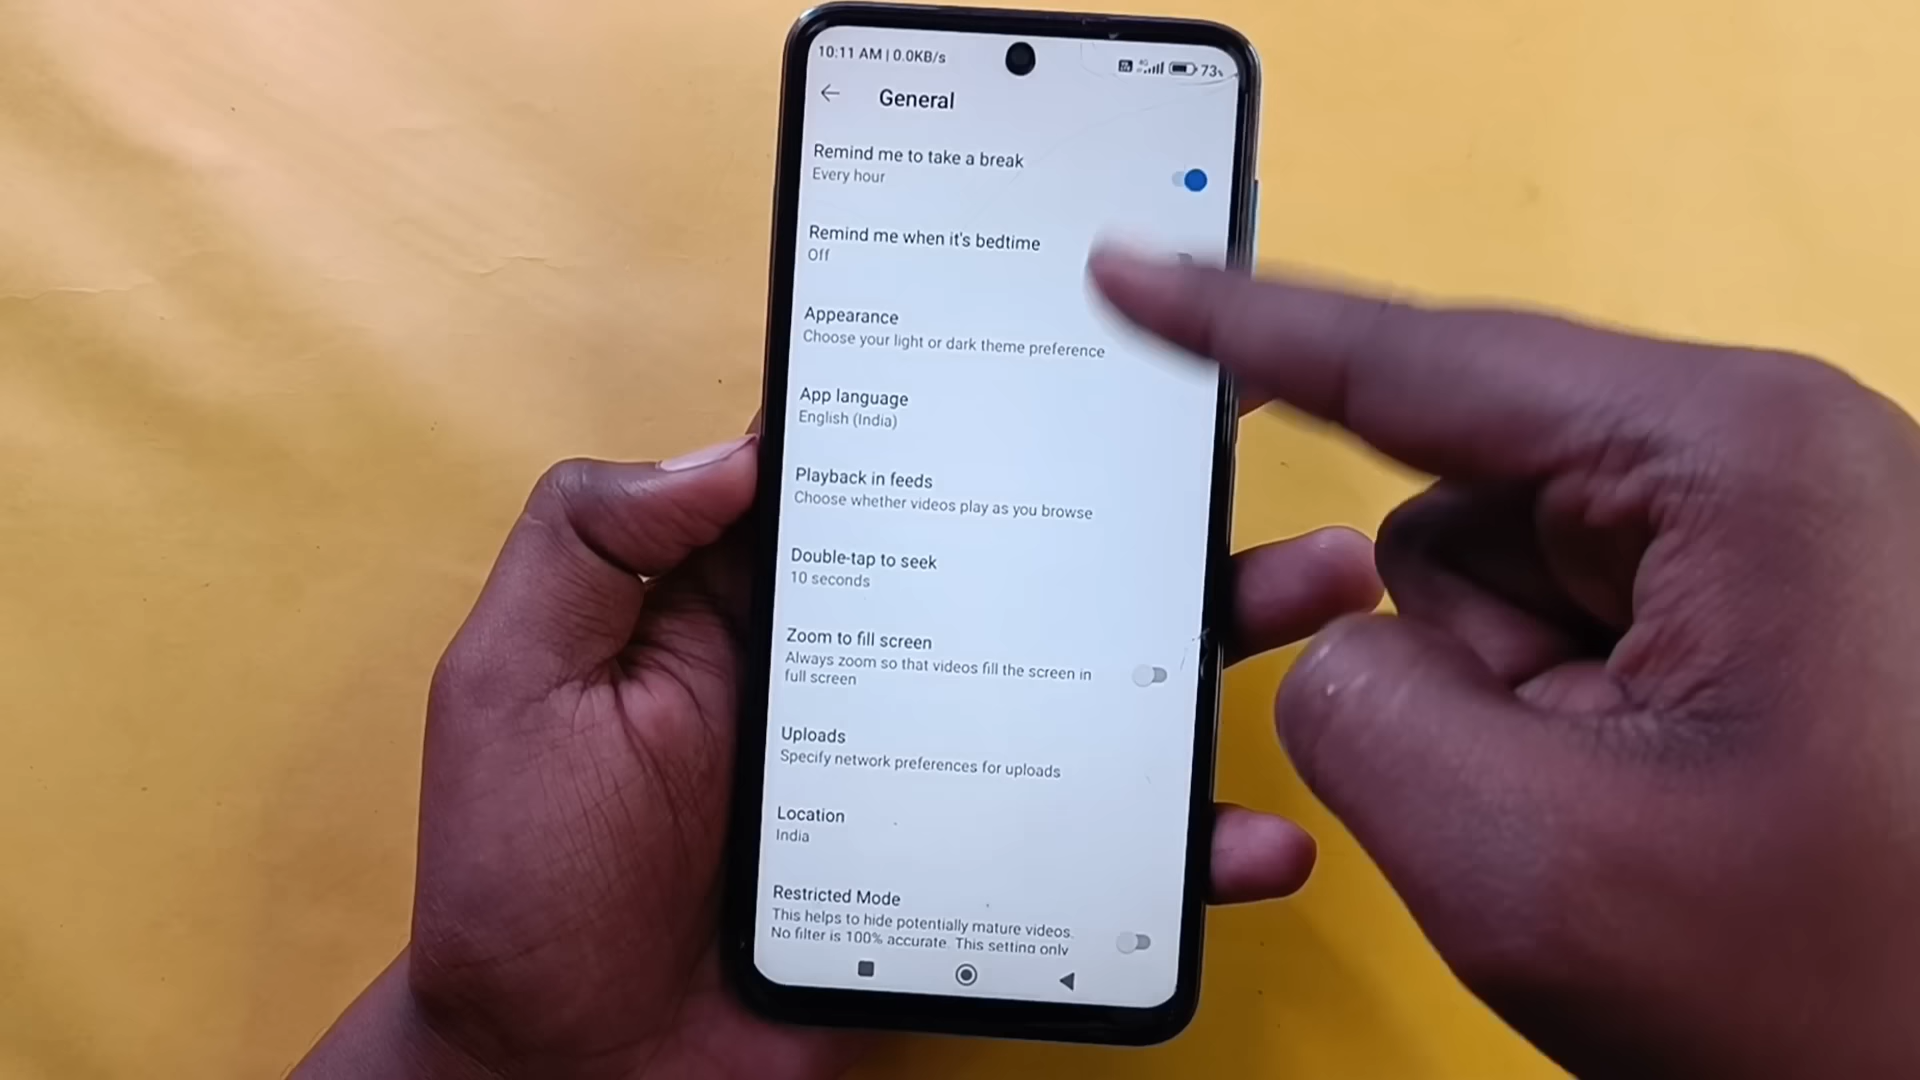 10:11 AM | 0.0KB/s
4G 73%
General
Remind me to take a break
Every hour
Remind me when it's bedtime
Off
Appearance
Choose your light or dark theme preference
App language
English (India)
Playback in feeds
Choose whether videos play as you browse
Double-tap to seek
10 seconds
Zoom to fill screen
Always zoom so that videos fill the screen in
full screen
Uploads
Specify network preferences for uploads
Location
India
Restricted Mode
This helps to hide potentially mature videos.
No filter is 100% accurate. This setting only